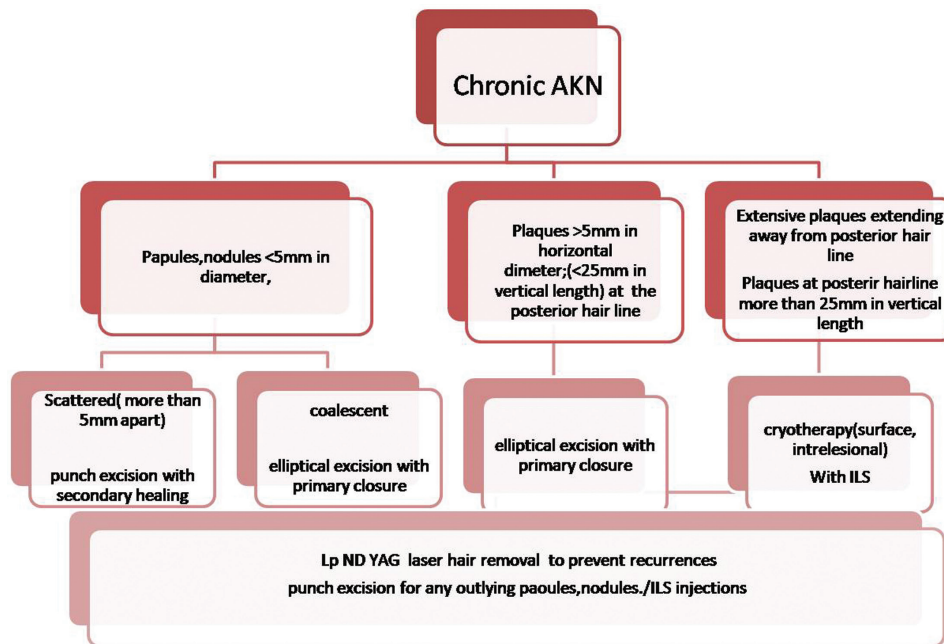 Chronic AKN
Papules,nodules <5mm in
diameter,
Plaques >5mm in
horizontal
dimeter;(<25mm in
vertical length) at the
posterior hair line
Extensive plaques extending
away from posterior hair
line
Plaques at posterir hairline
more than 25mm in vertical
length
Scattered( more than
5mm apart)
punch excision with
secondary healing
coalescent
elliptical excision with
primary closure
elliptical excision with
primary closure
cryotherapy(surface,
intrelesional)
With ILS
Lp ND YAG laser hair removal to prevent recurrences
punch excision for any outlying paoules,nodules./ILS injections